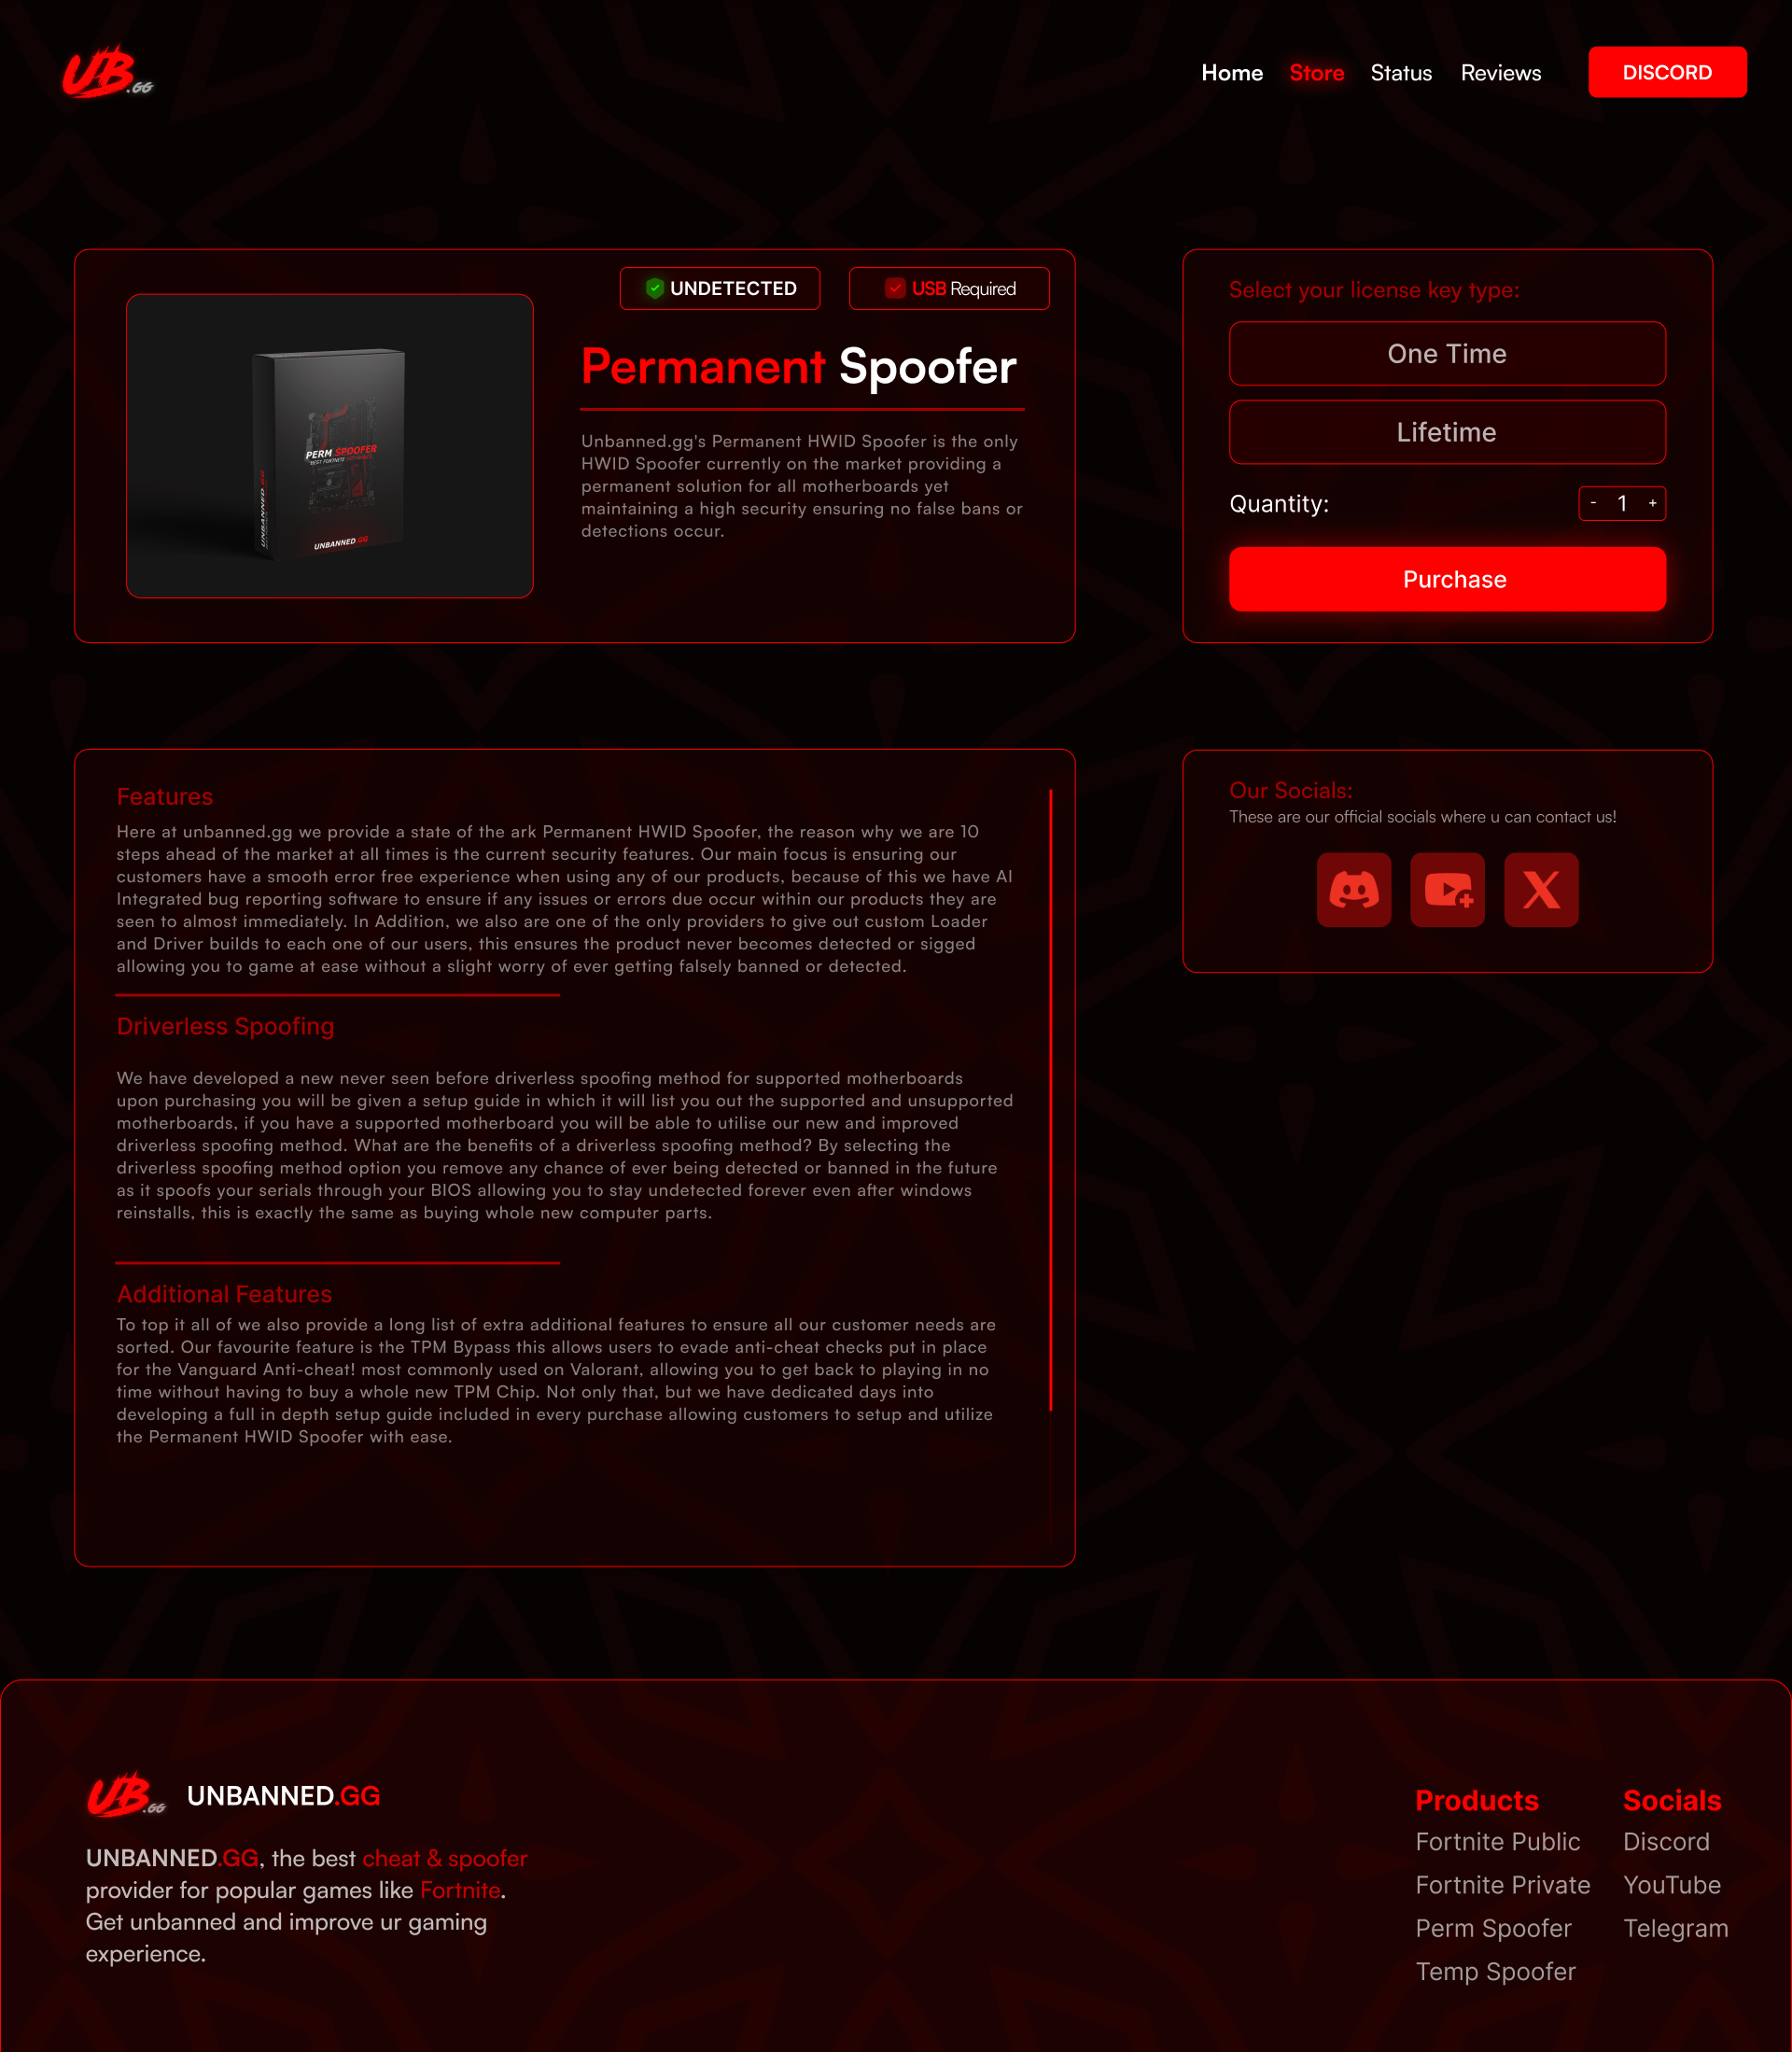 UB.GG
Home Store Status Reviews DISCORD
UNDETECTED
USB Required
PERM SPOOFER
BEST FORTNITE
UNBANNED.GG
UNBANNED.GG
Permanent Spoofer
Unbanned.gg's Permanent HWID Spoofer is the only
HWID Spoofer currently on the market providing a
permanent solution for all motherboards yet
maintaining a high security ensuring no false bans or
detections occur.
Select your license key type:
One Time
Lifetime
Quantity: - 1 +
Purchase
Features
Here at unbanned.gg we provide a state of the ark Permanent HWID Spoofer, the reason why we are 10
steps ahead of the market at all times is the current security features. Our main focus is ensuring our
customers have a smooth error free experience when using any of our products, because of this we have AI
Integrated bug reporting software to ensure if any issues or errors due occur within our products they are
seen to almost immediately. In Addition, we also are one of the only providers to give out custom Loader
and Driver builds to each one of our users, this ensures the product never becomes detected or sigged
allowing you to game at ease without a slight worry of ever getting falsely banned or detected.
Driverless Spoofing
We have developed a new never seen before driverless spoofing method for supported motherboards
upon purchasing you will be given a setup guide in which it will list you out the supported and unsupported
motherboards, if you have a supported motherboard you will be able to utilise our new and improved
driverless spoofing method. What are the benefits of a driverless spoofing method? By selecting the
driverless spoofing method option you remove any chance of ever being detected or banned in the future
as it spoofs your serials through your BIOS allowing you to stay undetected forever even after windows
reinstalls, this is exactly the same as buying whole new computer parts.
Additional Features
To top it all of we also provide a long list of extra additional features to ensure all our customer needs are
sorted. Our favourite feature is the TPM Bypass this allows users to evade anti-cheat checks put in place
for the Vanguard Anti-cheat! most commonly used on Valorant, allowing you to get back to playing in no
time without having to buy a whole new TPM Chip. Not only that, but we have dedicated days into
developing a full in depth setup guide included in every purchase allowing customers to setup and utilize
the Permanent HWID Spoofer with ease.
Our Socials:
These are our official socials where u can contact us!
UB.GG
UNBANNED.GG
UNBANNED.GG, the best cheat & spoofer
provider for popular games like Fortnite.
Get unbanned and improve ur gaming
experience.
Products
Fortnite Public
Fortnite Private
Perm Spoofer
Temp Spoofer
Socials
Discord
YouTube
Telegram